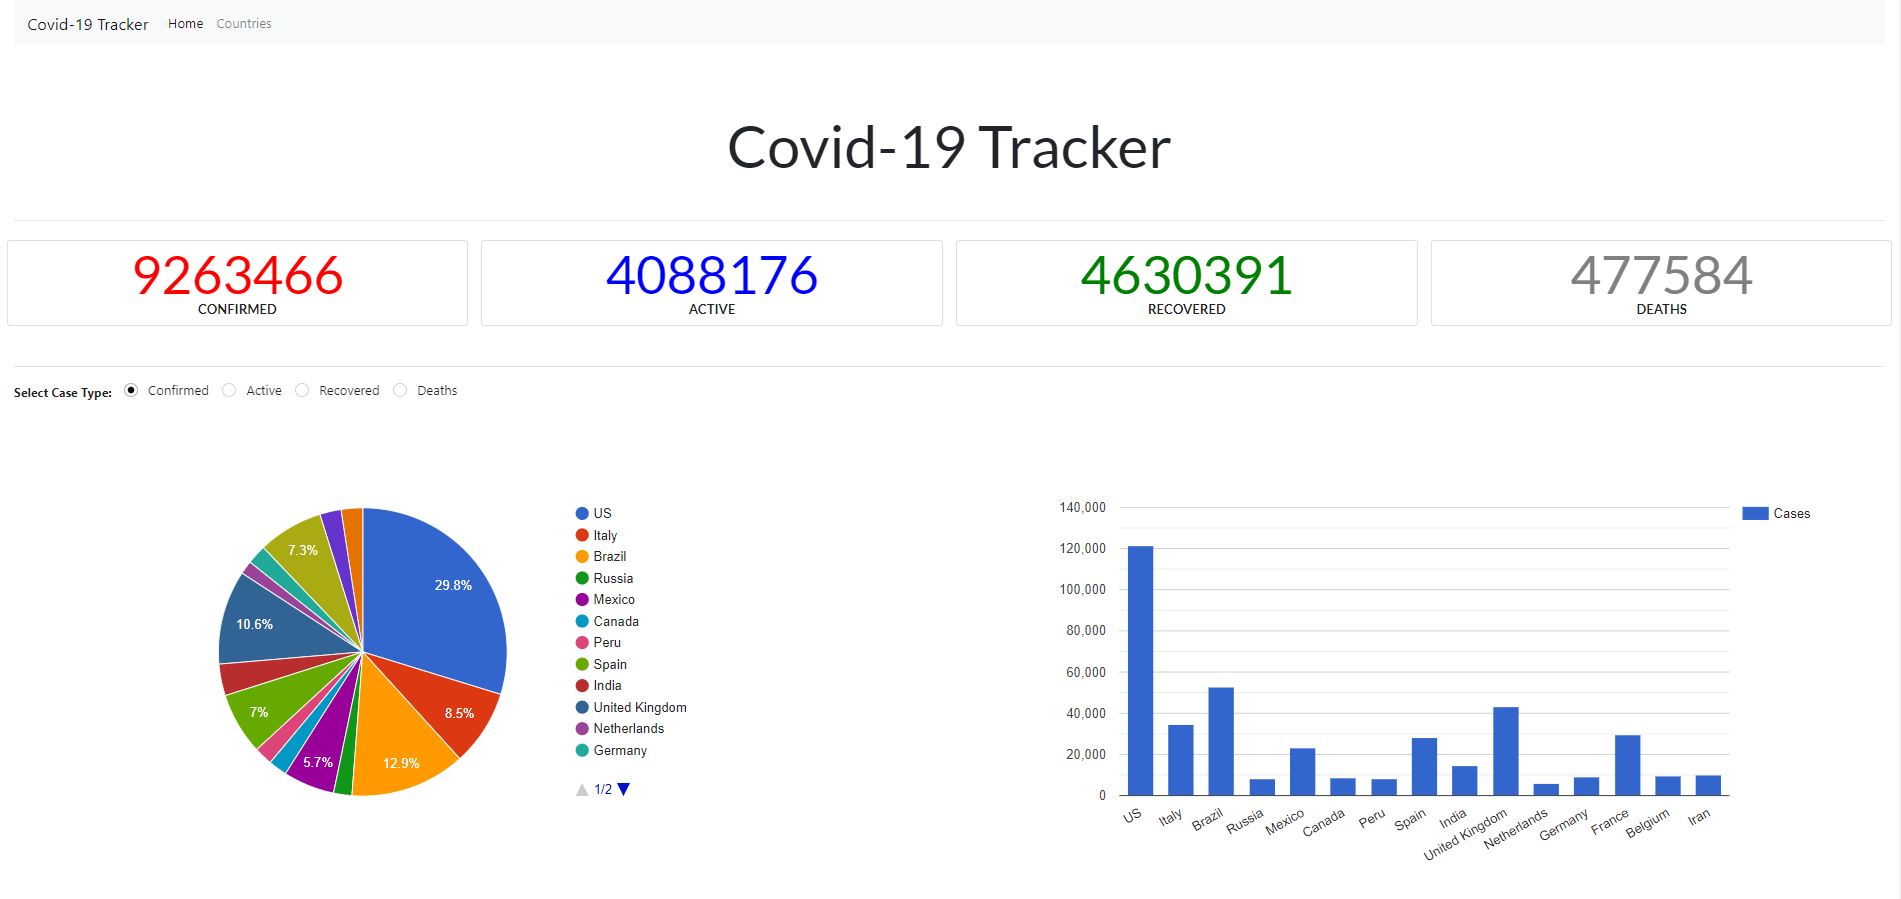 Covid-19 Tracker Home Countries
Covid-19 Tracker
9263466
CONFIRMED
4088176
ACTIVE
4630391
RECOVERED
477584
DEATHS
Select Case Type: Confirmed Active Recovered Deaths
29.8%
8.5%
12.9%
5.7%
7%
10.6%
7.3%
US
Italy
Brazil
Russia
Mexico
Canada
Peru
Spain
India
United Kingdom
Netherlands
Germany
1/2
140,000
120,000
100,000
80,000
60,000
40,000
20,000
0
US
Italy
Brazil
Russia
Mexico
Canada
Peru
Spain
India
United Kingdom
Netherlands
Germany
France
Belgium
Iran
Cases